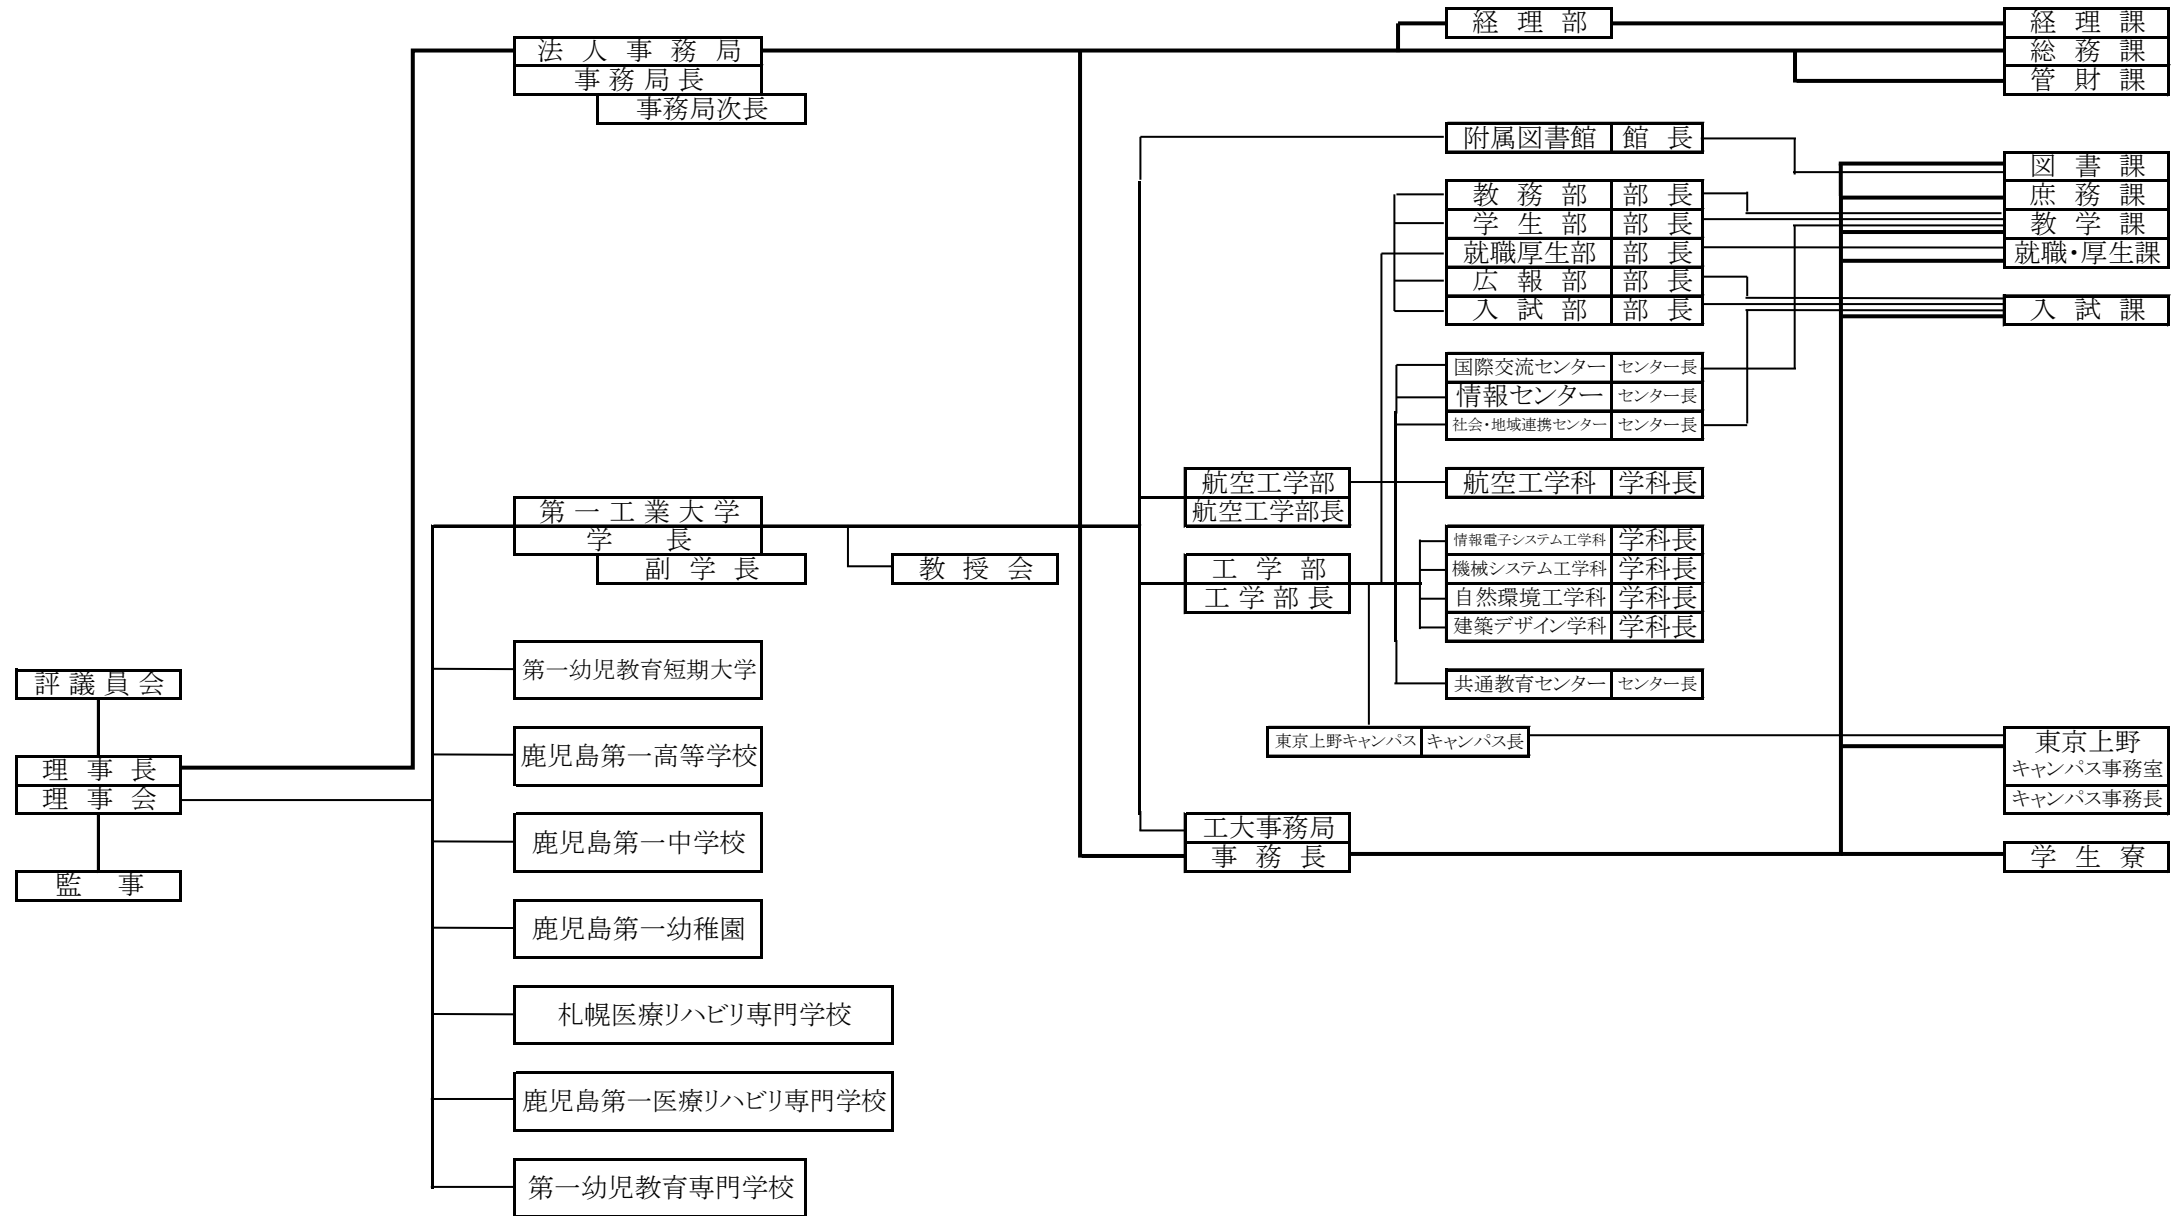 経理部
経理課
法人事務局
総務課
事務局長
管財課
事務局次長
附属図書館 館長
図書課
教務部 部長
庶務課
学生部 部長
教学課
就職厚生部 部長
就職・厚生課
広報部 部長
入試部 部長
入試課
国際交流センター センター長
情報センター センター長
社会・地域連携センター センター長
航空工学部
航空工学科 学科長
航空工学部長
第一工業大学
学長
副学長
教授会
情報電子システム工学科 学科長
工学部
機械システム工学科 学科長
工学部長
自然環境工学科 学科長
建築デザイン学科 学科長
第一幼児教育短期大学
評議員会
共通教育センター センター長
鹿児島第一高等学校
東京上野キャンパス キャンパス長
東京上野
キャンパス事務室
キャンパス事務長
理事長
理事会
鹿児島第一中学校
工大事務局
事務長
学生寮
監事
鹿児島第一幼稚園
札幌医療リハビリ専門学校
鹿児島第一医療リハビリ専門学校
第一幼児教育専門学校